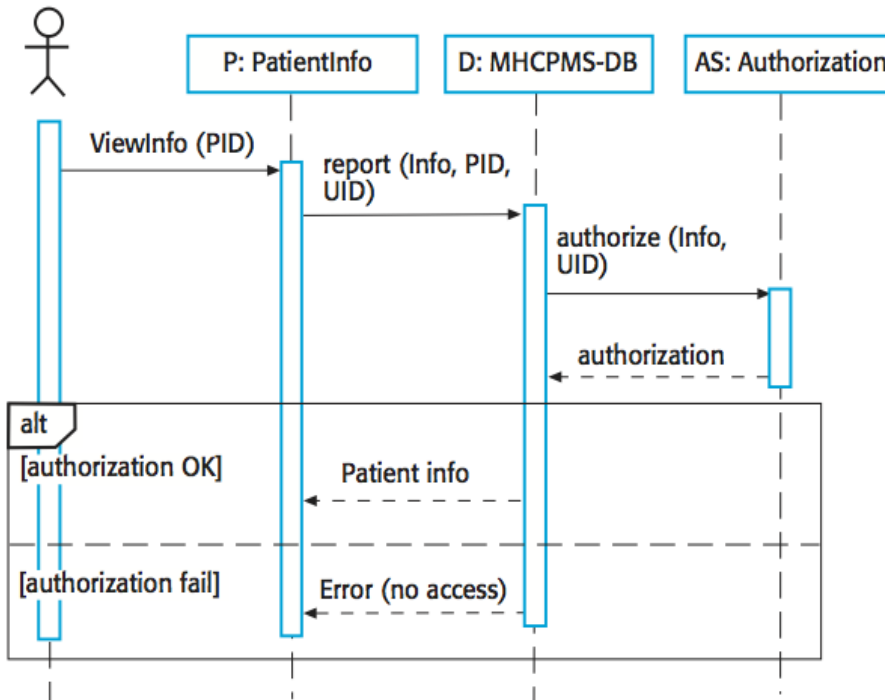 P: PatientInfo
D: MHCPMS-DB
AS: Authorization
ViewInfo (PID)
report (Info, PID,
UID)
authorize (Info,
UID)
authorization
alt
[authorization OK]
Patient info
[authorization fail]
Error (no access)